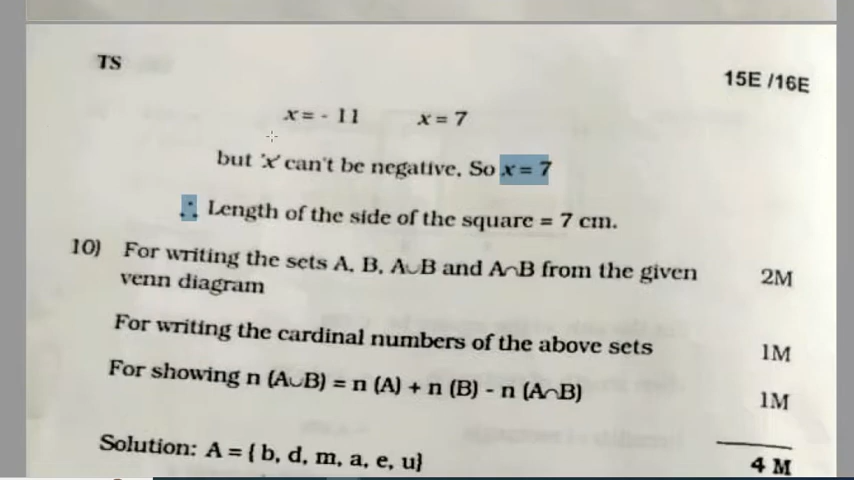 TS
15E /16E
x = - 11 x = 7
but 'x' can't be negative. So x = 7
∴ Length of the side of the square = 7 cm.
10) For writing the sets A, B, A∪B and A∩B from the given 2M
venn diagram
For writing the cardinal numbers of the above sets 1M
For showing n (A∪B) = n (A) + n (B) - n (A∩B) 1M
Solution: A = { b, d, m, a, e, u} 4 M